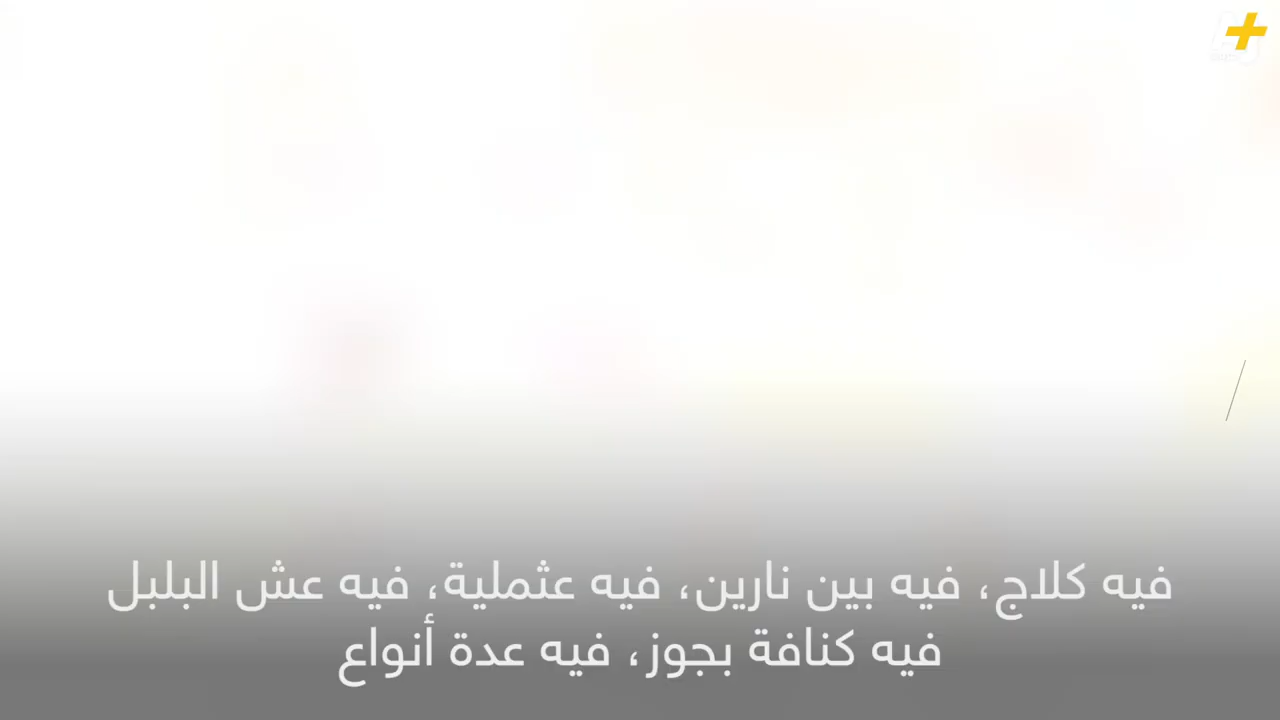 فيه كلاج، فيه بين نارين، فيه عثملية، فيه عش البلبل
فيه كنافة بجوز، فيه عدة أنواع